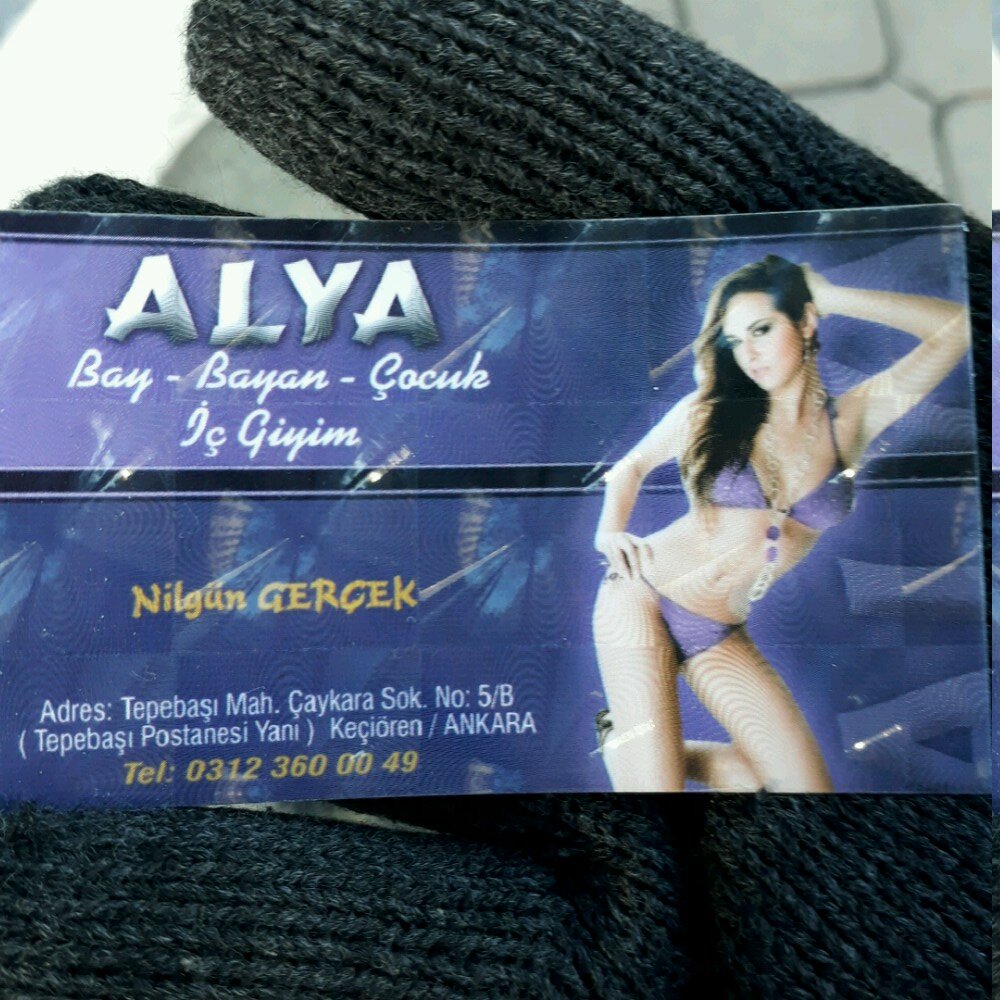 ALYA
Bay - Bayan - Çocuk
İç Giyim
Nilgün GERÇEK
Adres: Tepebaşı Mah. Çaykara Sok. No: 5/B
( Tepebaşı Postanesi Yani ) Keçiören / ANKARA
Tel: 0312 360 00 49